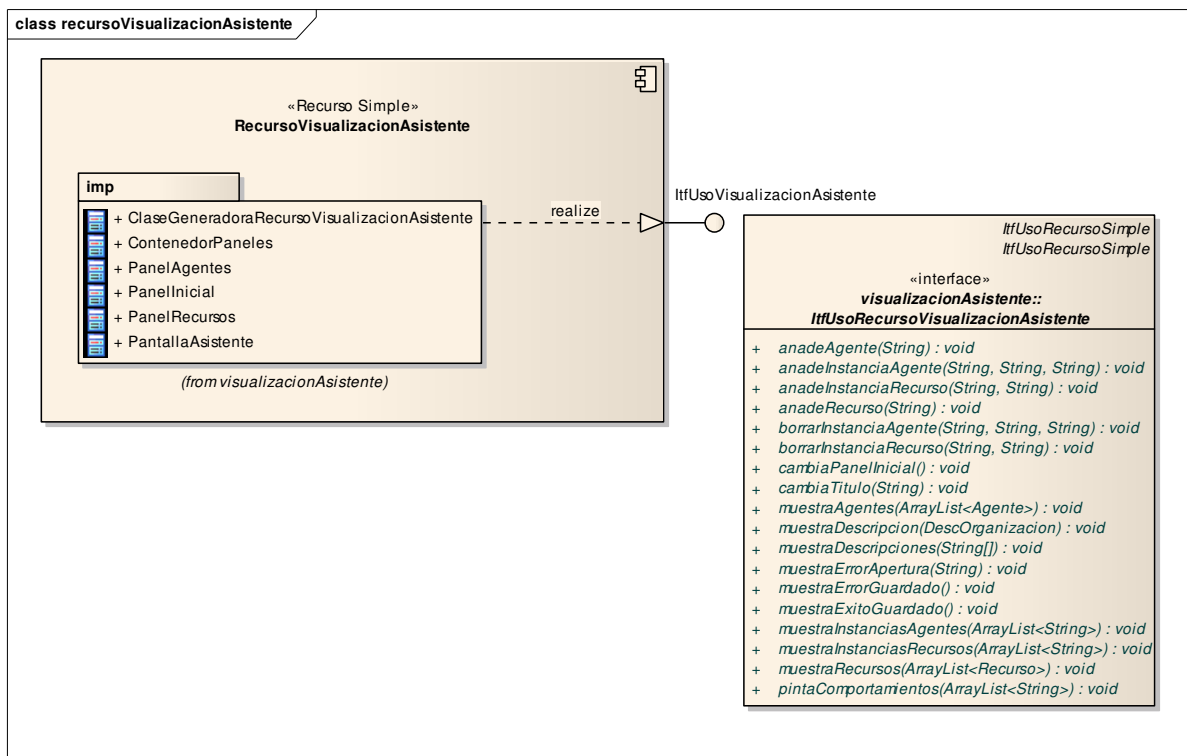 class recursoVisualizacionAsistente
«Recurso Simple»
RecursoVisualizacionAsistente
imp
+ ClaseGeneradoraRecursoVisualizacionAsistente
+ ContenedorPaneles
+ PanelAgentes
+ PanelInicial
+ PanelRecursos
+ PantallaAsistente
(from visualizacionAsistente)
realize
ItfUsoVisualizacionAsistente
ItfUsoRecursoSimple
ItfUsoRecursoSimple
«interface»
visualizacionAsistente::
ItfUsoRecursoVisualizacionAsistente
+ anadeAgente(String) : void
+ anadeInstanciaAgente(String, String, String) : void
+ anadeInstanciaRecurso(String, String) : void
+ anadeRecurso(String) : void
+ borrarInstanciaAgente(String, String, String) : void
+ borrarInstanciaRecurso(String, String) : void
+ cambiaPanelInicial() : void
+ cambiaTitulo(String) : void
+ muestraAgentes(ArrayList<Agente>) : void
+ muestraDescripcion(DescOrganizacion) : void
+ muestraDescripciones(String[]) : void
+ muestraErrorApertura(String) : void
+ muestraErrorGuardado() : void
+ muestraExitoGuardado() : void
+ muestraInstanciasAgentes(ArrayList<String>) : void
+ muestraInstanciasRecursos(ArrayList<String>) : void
+ muestraRecursos(ArrayList<Recurso>) : void
+ pintaComportamientos(ArrayList<String>) : void